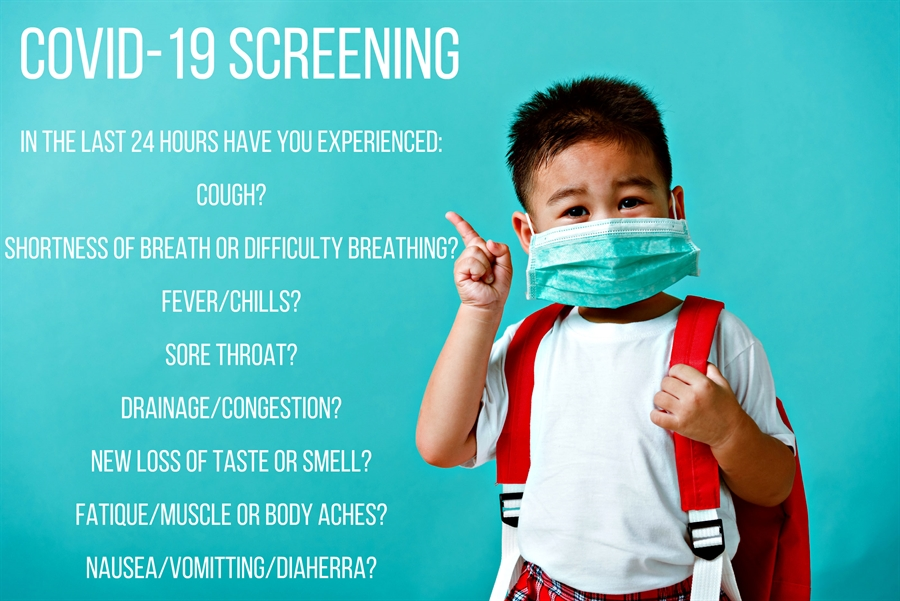 COVID-19 SCREENING
IN THE LAST 24 HOURS HAVE YOU EXPERIENCED:
COUGH?
SHORTNESS OF BREATH OR DIFFICULTY BREATHING?
FEVER/CHILLS?
SORE THROAT?
DRAINAGE/CONGESTION?
NEW LOSS OF TASTE OR SMELL?
FATIQUE/MUSCLE OR BODY ACHES?
NAUSEA/VOMITTING/DIAHERRA?